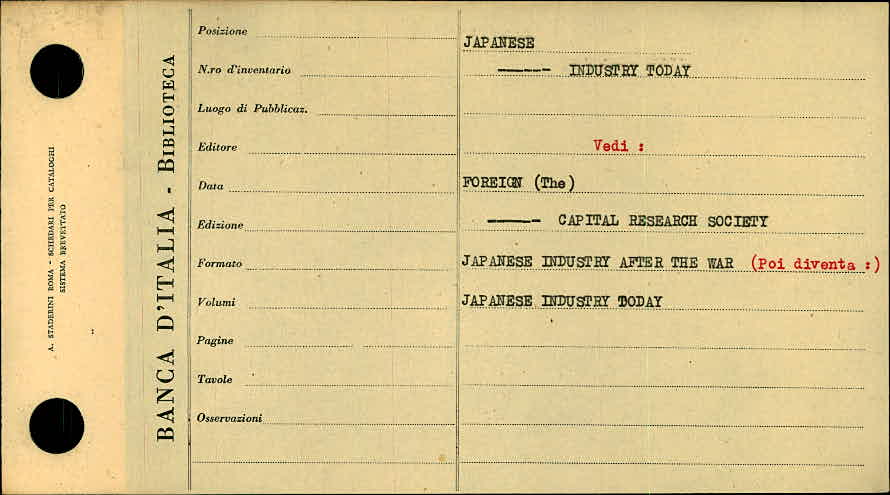 A. STADERINI ROMA - SCHEDARI PER CATALOGHI
SISTEMA BREVETTATO
BANCA D'ITALIA - BIBLIOTECA
Posizione
N.ro d'inventario
Luogo di Pubblicaz.
Editore
Data
Edizione
Formato
Volumi
Pagine
Tavole
Osservazioni
JAPANESE
----- INDUSTRY TODAY
Vedi :
FOREIGN (The)
----- CAPITAL RESEARCH SOCIETY
JAPANESE INDUSTRY AFTER THE WAR (Poi diventa :)
JAPANESE INDUSTRY TODAY